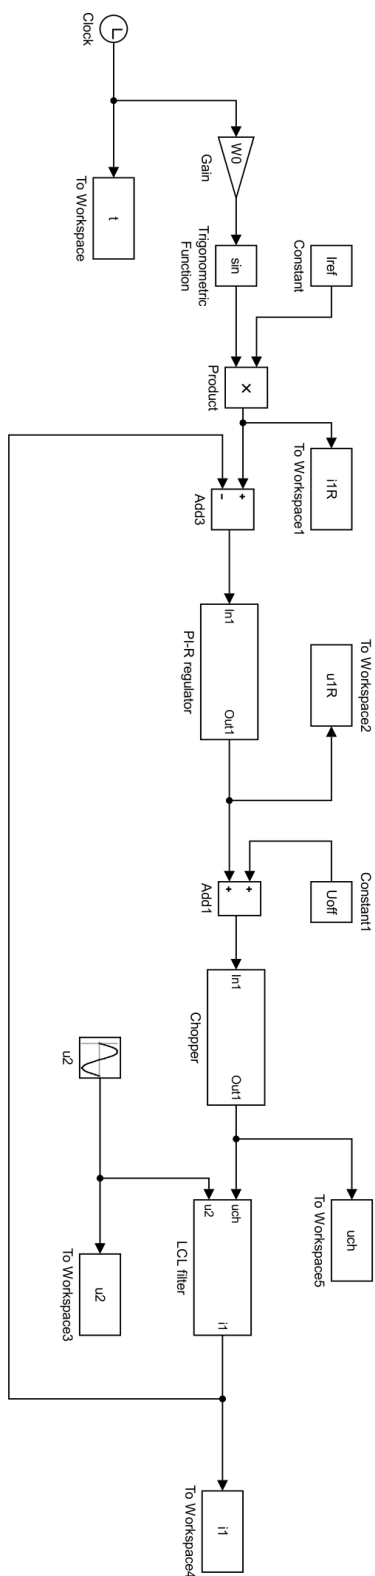 Clock
t
To Workspace
W0
Gain
sin
Trigonometric
Function
Iref
Constant
×
Product
i1R
To Workspace1
+
−
Add3
In1
Out1
PI-R regulator
To Workspace2
u1R
Constant1
Uoff
+
+
Add1
In1
Out1
Chopper
uch
To Workspace5
u2
u2
To Workspace3
uch
u2
i1
LCL filter
i1
To Workspace4